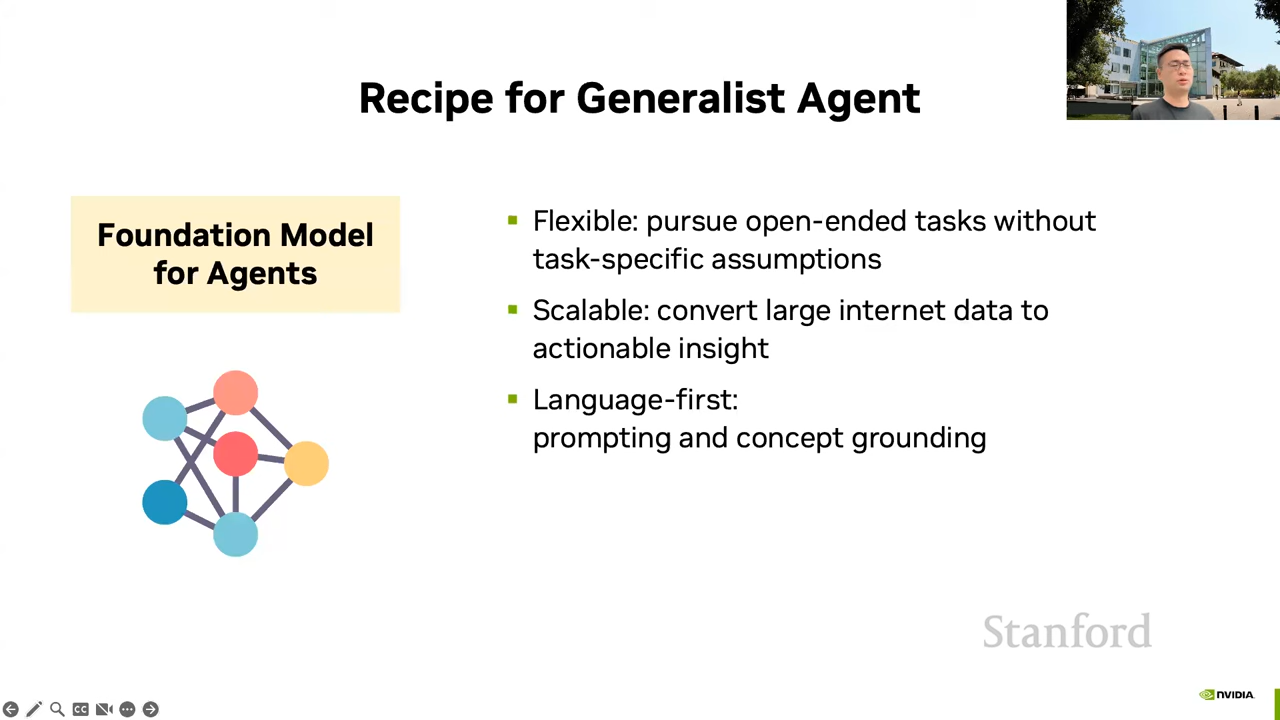 Recipe for Generalist Agent
Foundation Model
for Agents
Flexible: pursue open-ended tasks without
task-specific assumptions
Scalable: convert large internet data to
actionable insight
Language-first:
prompting and concept grounding
Stanford
CC
NVIDIA